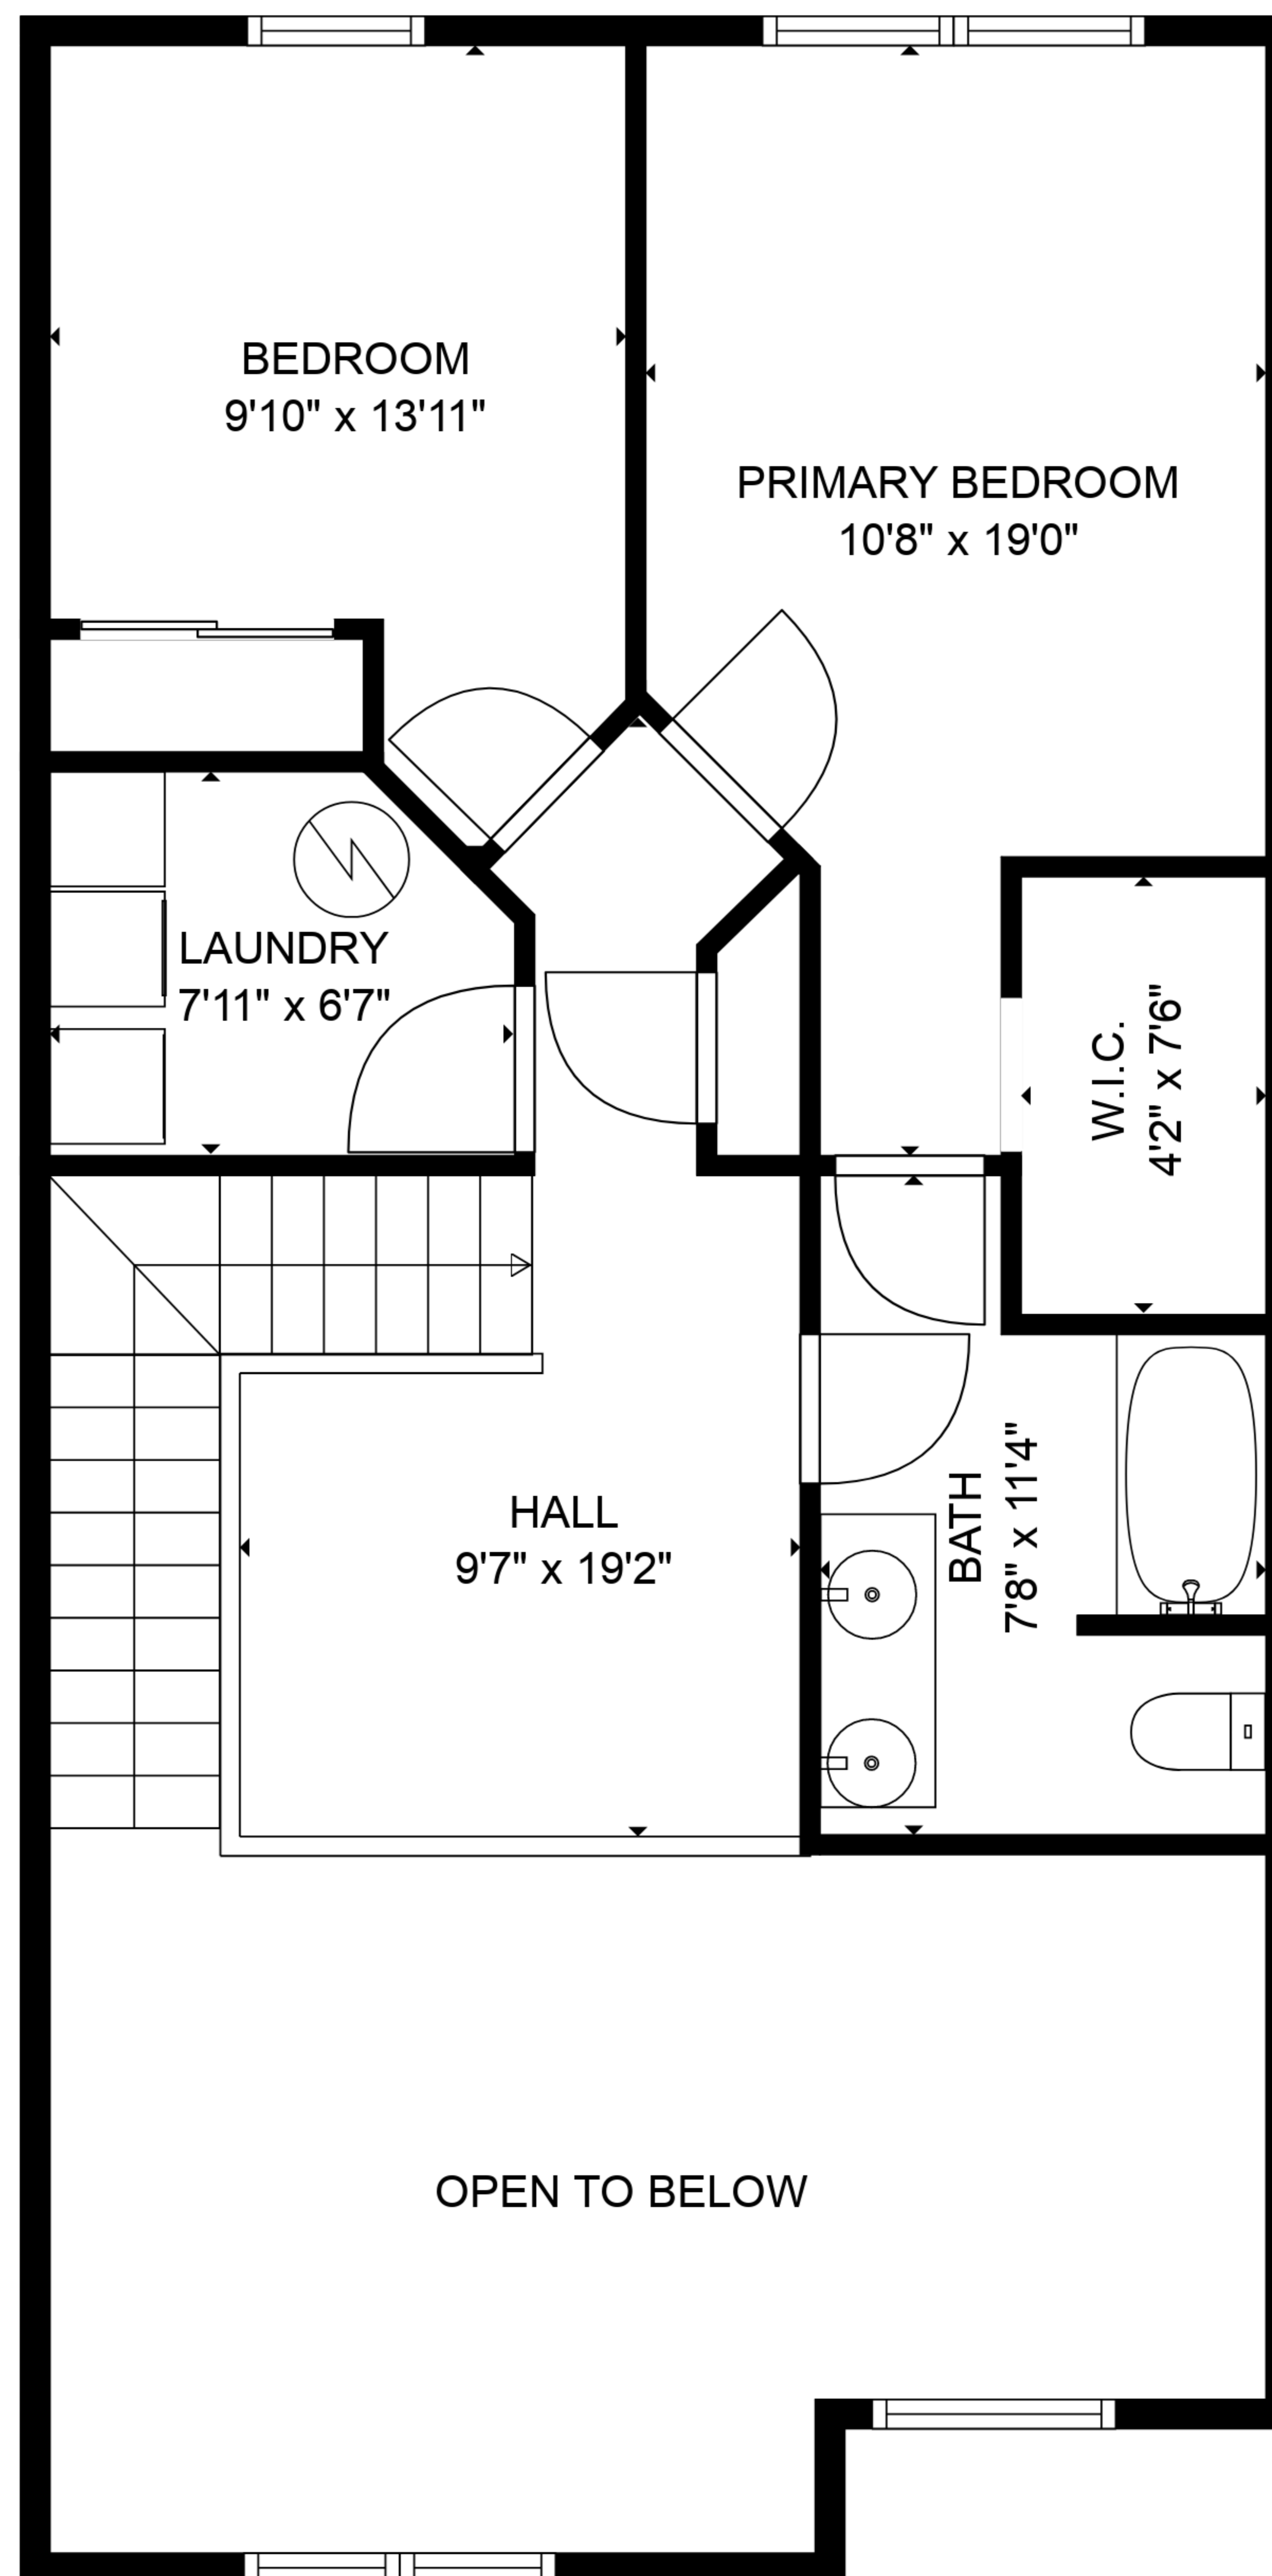 BEDROOM
9'10" x 13'11"
PRIMARY BEDROOM
10'8" x 19'0"
LAUNDRY
7'11" x 6'7"
W.I.C.
4'2" x 7'6"
HALL
9'7" x 19'2"
BATH
7'8" x 11'4"
OPEN TO BELOW